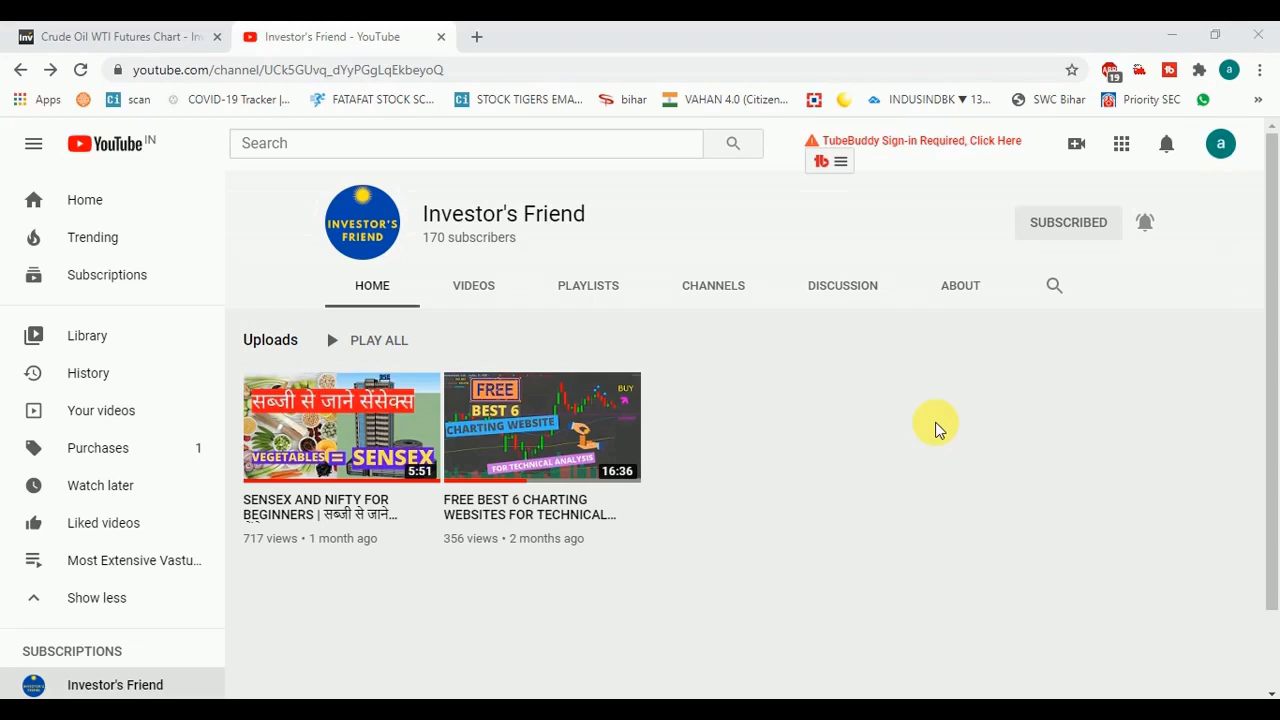 Crude Oil WTI Futures Chart - Inv
Investor's Friend - YouTube
youtube.com/channel/UCk5GUvq_dYyPGgLqEkbeyoQ
ABP
19
a
Apps
Ci scan
COVID-19 Tracker |...
FATAFAT STOCK SC...
Ci STOCK TIGERS EMA...
bihar
VAHAN 4.0 (Citizen...
INDUSINDBK ▼ 13...
SWC Bihar
Priority SEC
»
YouTube IN
Search
TubeBuddy Sign-in Required, Click Here
tb
a
Home
Trending
Subscriptions
Library
History
Your videos
Purchases 1
Watch later
Liked videos
Most Extensive Vastu...
Show less
SUBSCRIPTIONS
Investor's Friend
INVESTOR'S
FRIEND
Investor's Friend
170 subscribers
SUBSCRIBED
HOME VIDEOS PLAYLISTS CHANNELS DISCUSSION ABOUT
Uploads PLAY ALL
सब्जी से जाने सेंसेक्स
VEGETABLES = SENSEX
5:51
FREE
BEST 6
CHARTING WEBSITE
FOR TECHNICAL ANALYSIS
BUY
16:36
SENSEX AND NIFTY FOR
BEGINNERS | सब्जी से जाने...
717 views • 1 month ago
FREE BEST 6 CHARTING
WEBSITES FOR TECHNICAL...
356 views • 2 months ago